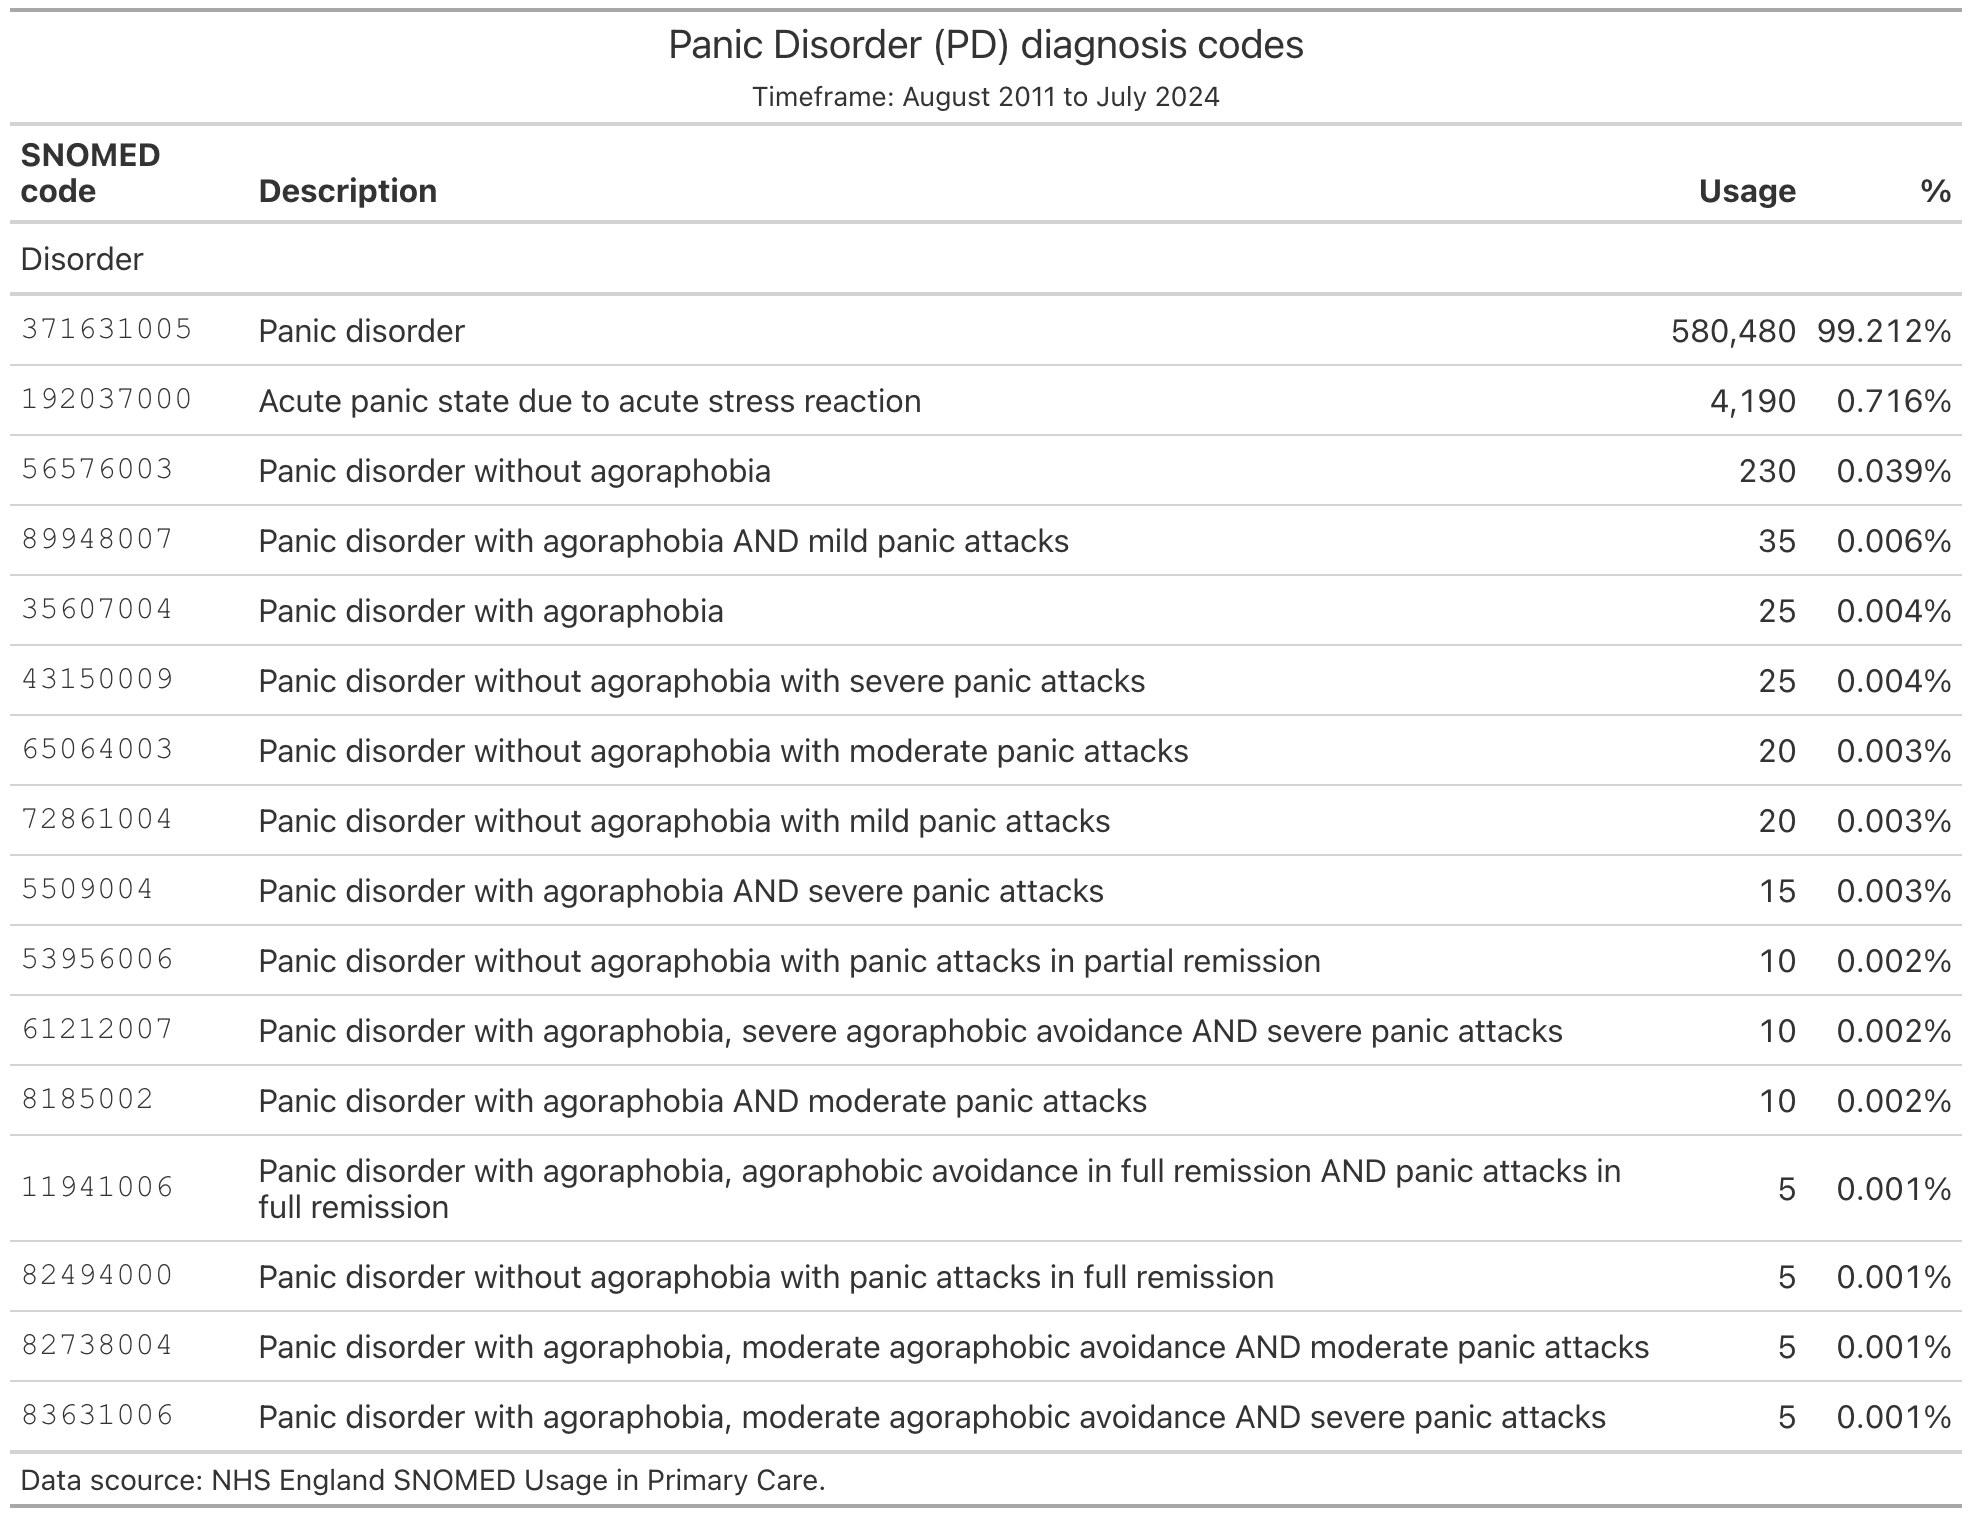 Panic Disorder (PD) diagnosis codes
Timeframe: August 2011 to July 2024
SNOMED
code Description Usage %
Disorder
371631005 Panic disorder 580,480 99.212%
192037000 Acute panic state due to acute stress reaction 4,190 0.716%
56576003 Panic disorder without agoraphobia 230 0.039%
89948007 Panic disorder with agoraphobia AND mild panic attacks 35 0.006%
35607004 Panic disorder with agoraphobia 25 0.004%
43150009 Panic disorder without agoraphobia with severe panic attacks 25 0.004%
65064003 Panic disorder without agoraphobia with moderate panic attacks 20 0.003%
72861004 Panic disorder without agoraphobia with mild panic attacks 20 0.003%
5509004 Panic disorder with agoraphobia AND severe panic attacks 15 0.003%
53956006 Panic disorder without agoraphobia with panic attacks in partial remission 10 0.002%
61212007 Panic disorder with agoraphobia, severe agoraphobic avoidance AND severe panic attacks 10 0.002%
8185002 Panic disorder with agoraphobia AND moderate panic attacks 10 0.002%
11941006 Panic disorder with agoraphobia, agoraphobic avoidance in full remission AND panic attacks in
full remission 5 0.001%
82494000 Panic disorder without agoraphobia with panic attacks in full remission 5 0.001%
82738004 Panic disorder with agoraphobia, moderate agoraphobic avoidance AND moderate panic attacks 5 0.001%
83631006 Panic disorder with agoraphobia, moderate agoraphobic avoidance AND severe panic attacks 5 0.001%
Data scource: NHS England SNOMED Usage in Primary Care.